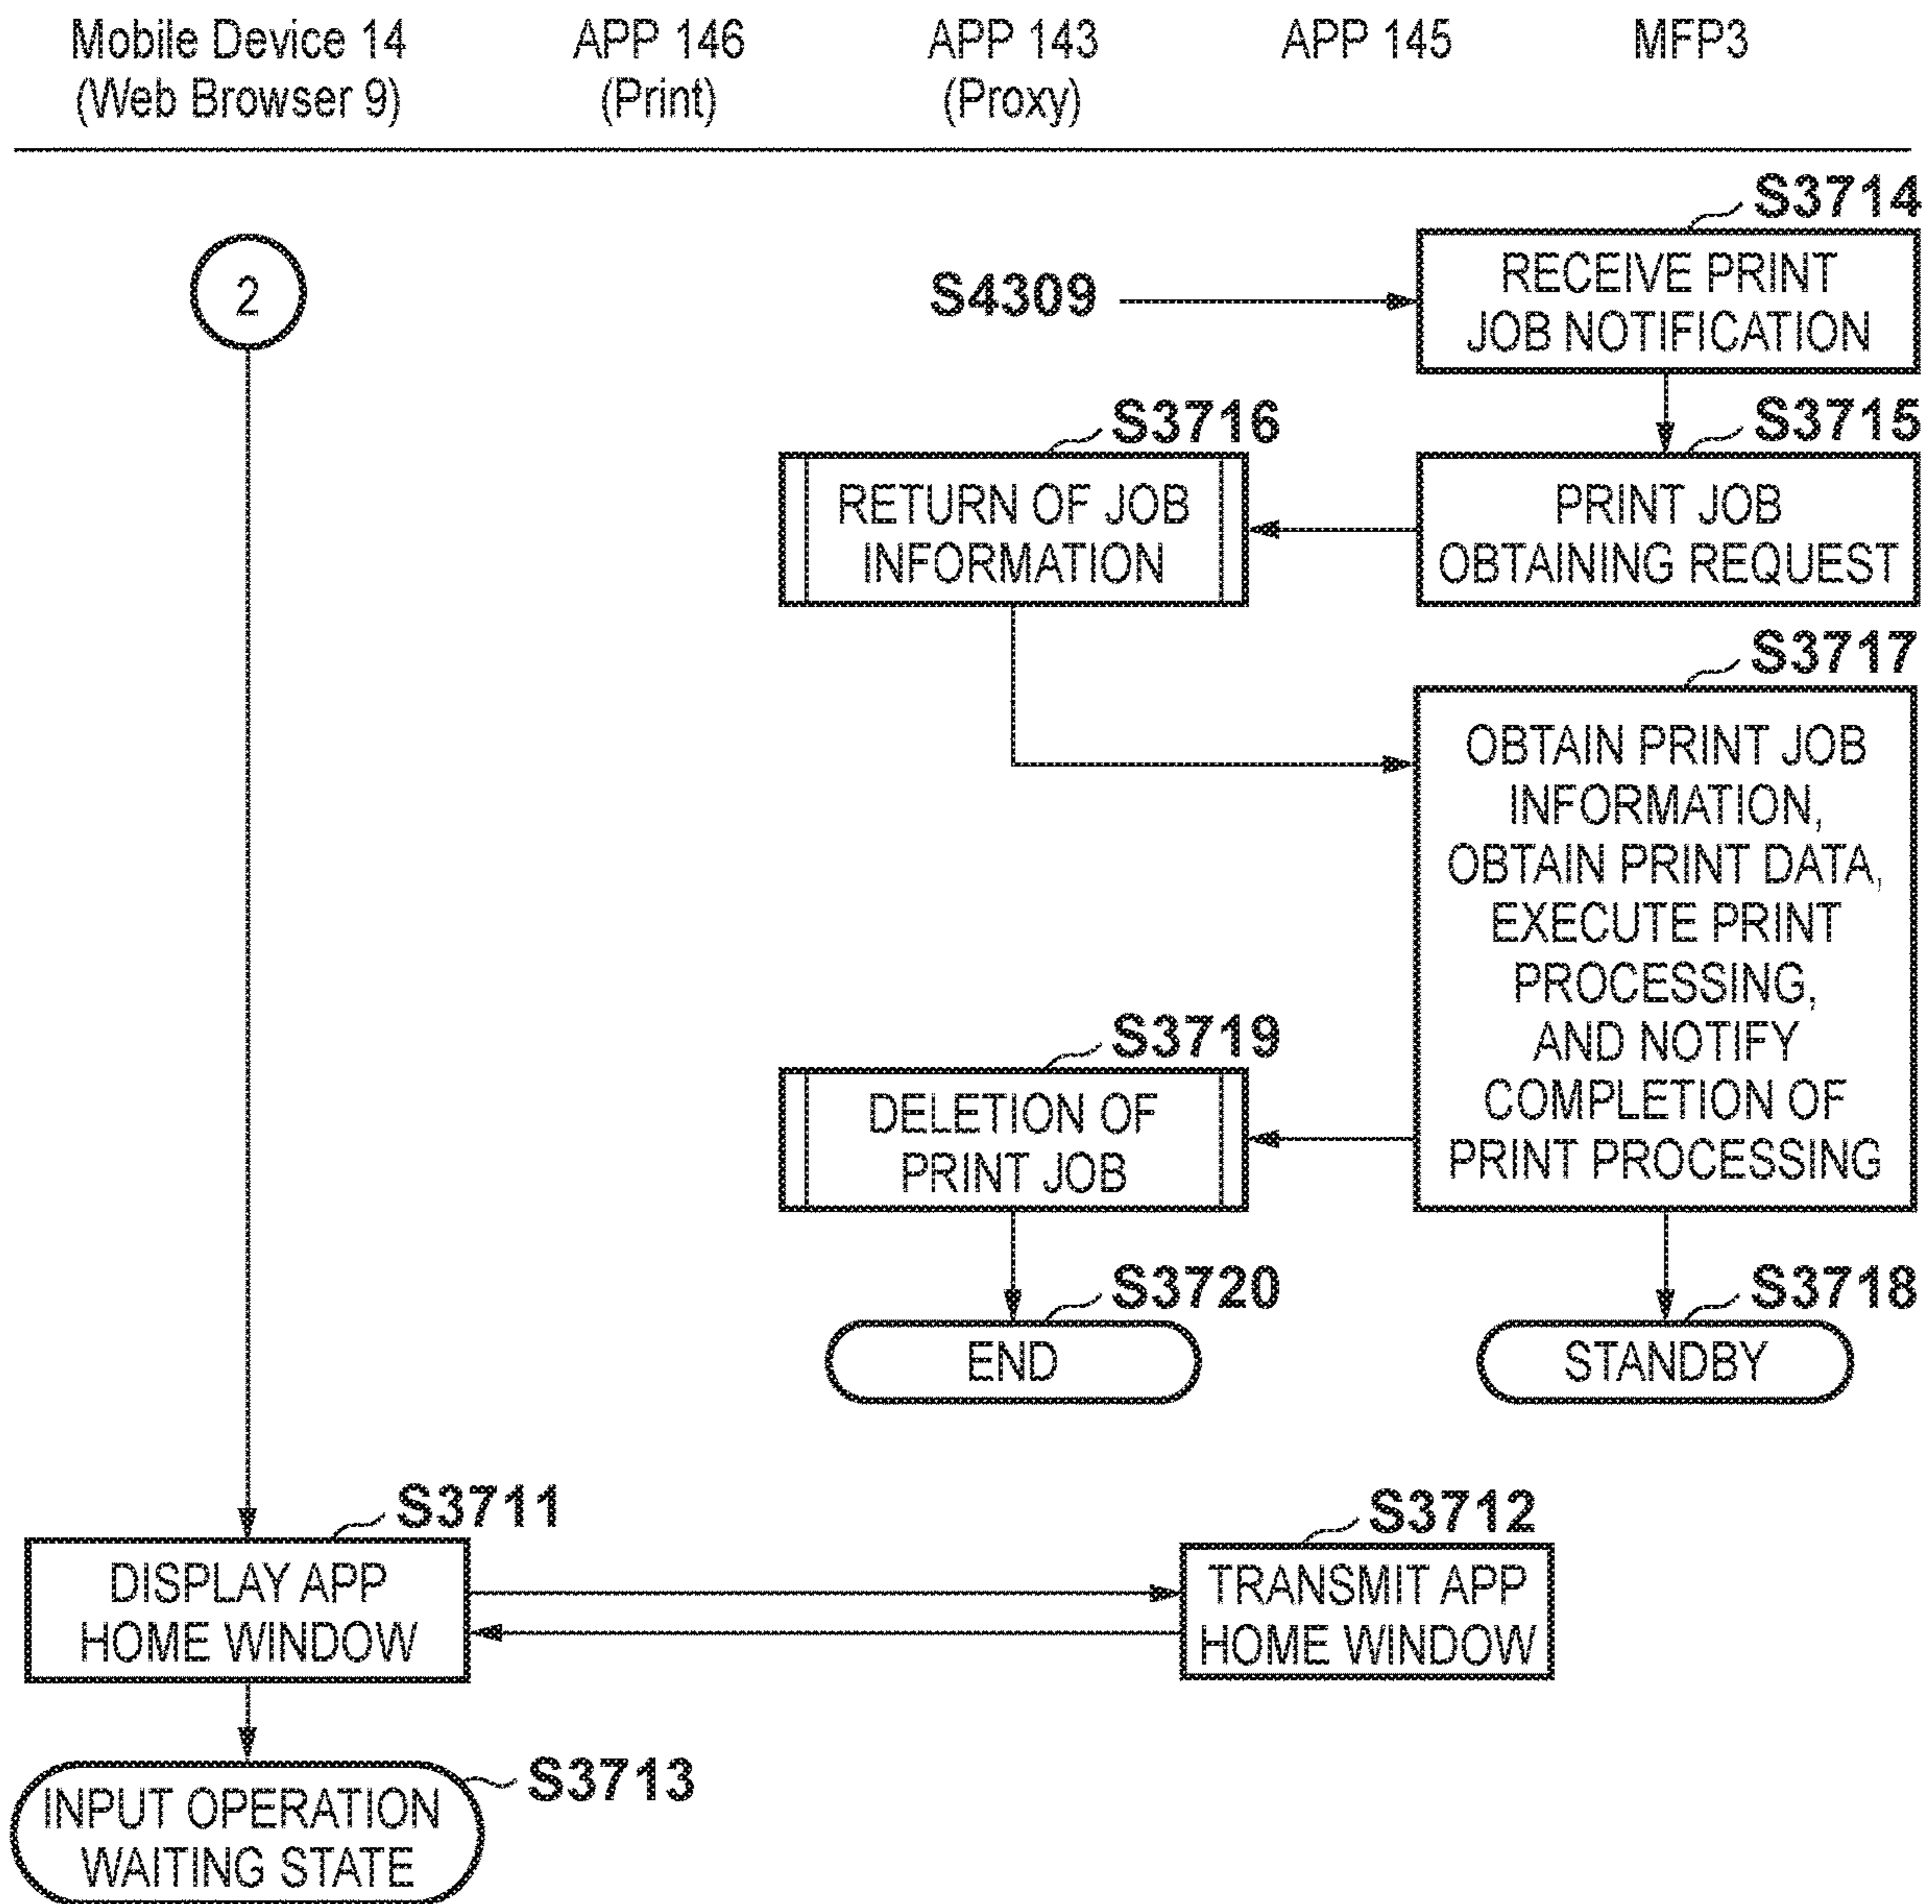 Mobile Device 14
(Web Browser 9)
APP 146
(Print)
APP 143
(Proxy)
APP 145
MFP3
2
S4309
S3714
RECEIVE PRINT
JOB NOTIFICATION
S3716
RETURN OF JOB
INFORMATION
S3715
PRINT JOB
OBTAINING REQUEST
S3717
OBTAIN PRINT JOB
INFORMATION,
OBTAIN PRINT DATA,
EXECUTE PRINT
PROCESSING,
AND NOTIFY
COMPLETION OF
PRINT PROCESSING
S3719
DELETION OF
PRINT JOB
S3720
END
S3718
STANDBY
S3711
DISPLAY APP
HOME WINDOW
S3712
TRANSMIT APP
HOME WINDOW
S3713
INPUT OPERATION
WAITING STATE